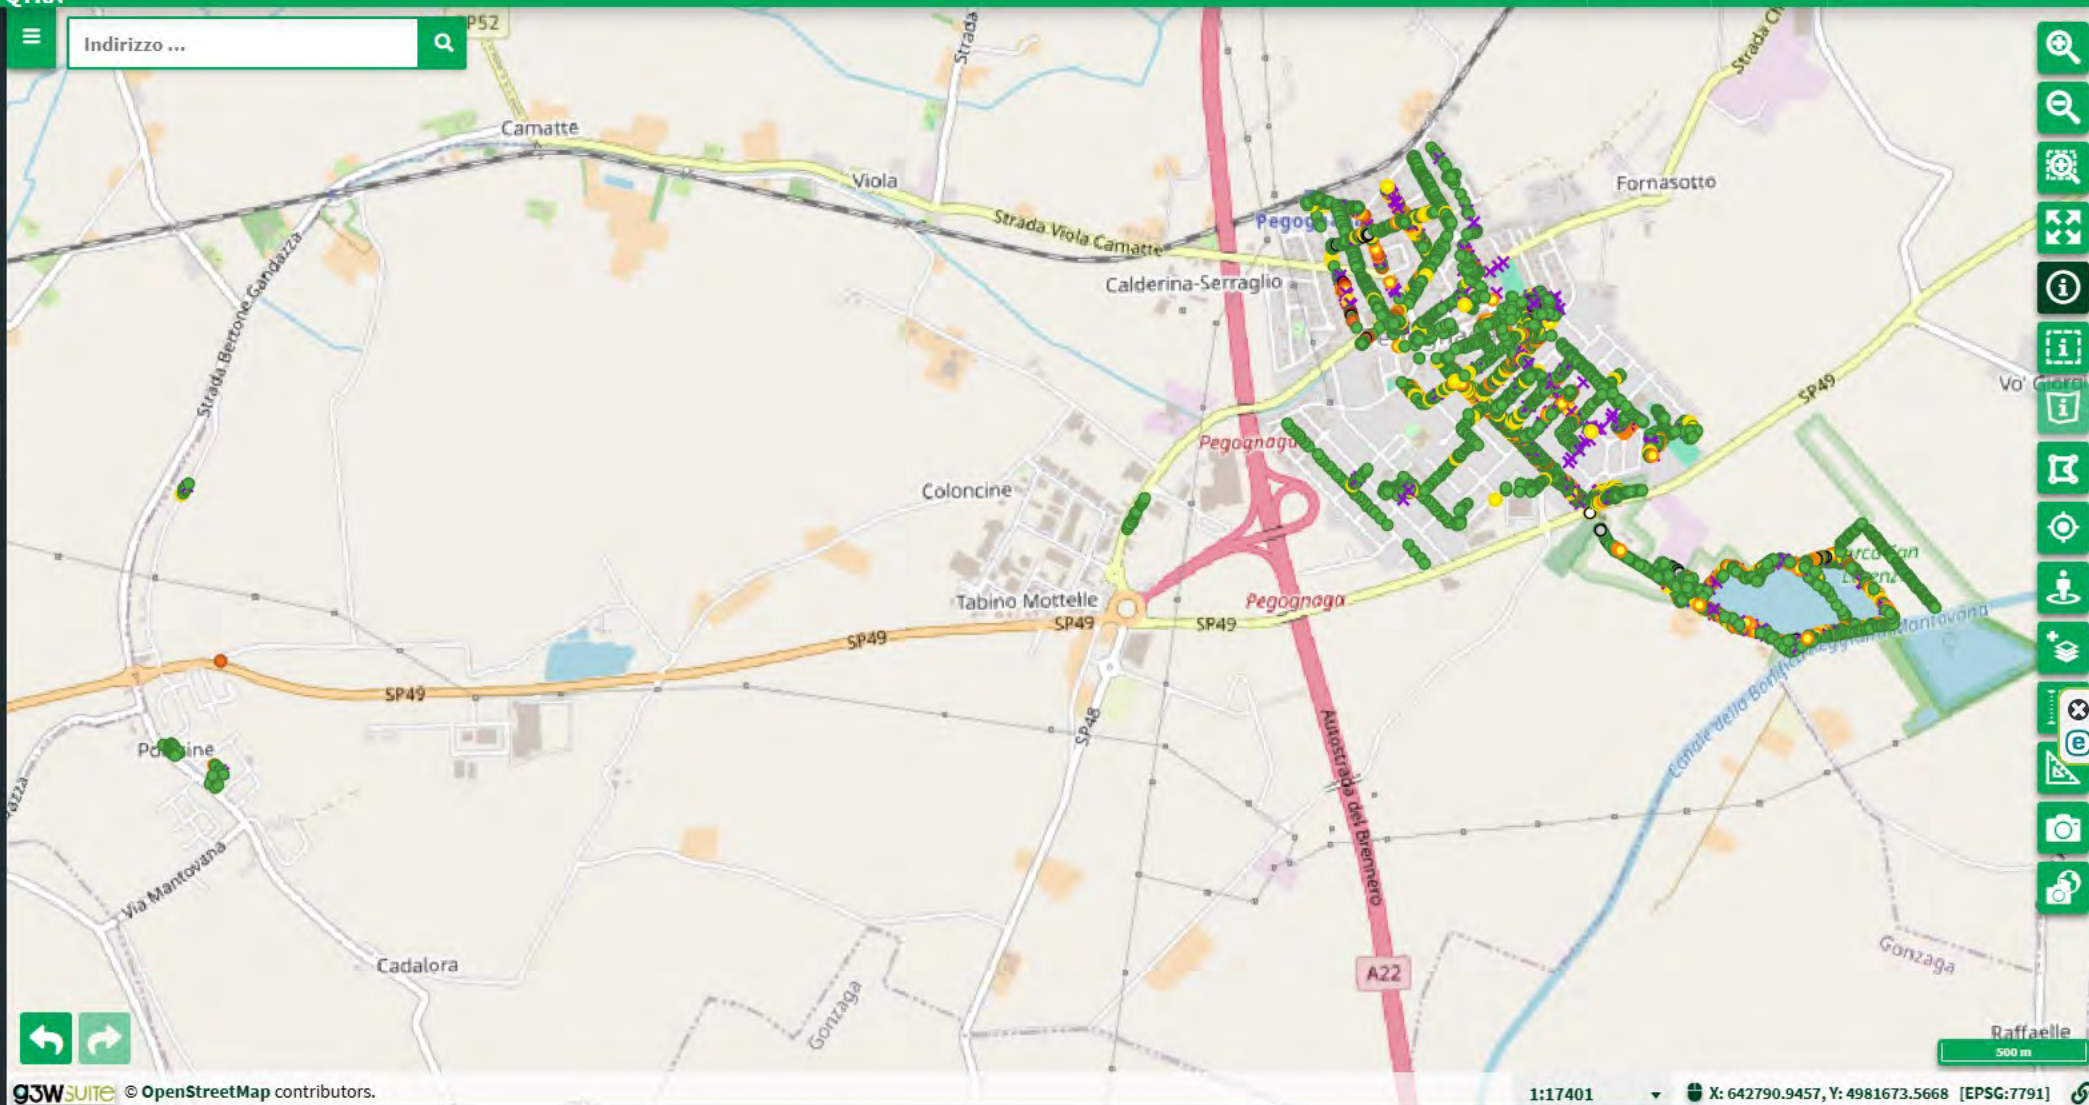 Indirizzo ...
P52
Strada
Strada Ch
Camatte
Viola
Fornasotto
Strada Viola Camatte
Calderina-Serraglio
Strada Bertone Gandazza
SP49
Vo' Giorgi
Pegognaga
Coloncine
Tabino Mottelle
SP49
SP49
SP49
SP49
Pegognaga
Canale della Bonifica Reggiana Mantovana
SP48
Autostrada del Brennero
Via Mantovana
Cadalora
Gonzaga
A22
Gonzaga
Raffaelle
500 m
g3wsuite © OpenStreetMap contributors.
1:17401
X: 642790.9457, Y: 4981673.5668 [EPSG:7791]